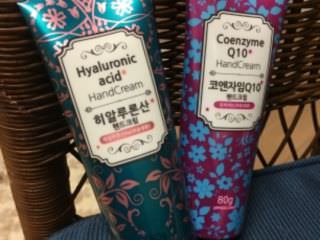 Hyaluronic
acid
HandCream
히알루론산
핸드크림
Coenzyme
Q10
HandCream
코엔자임Q10
핸드크림
80g